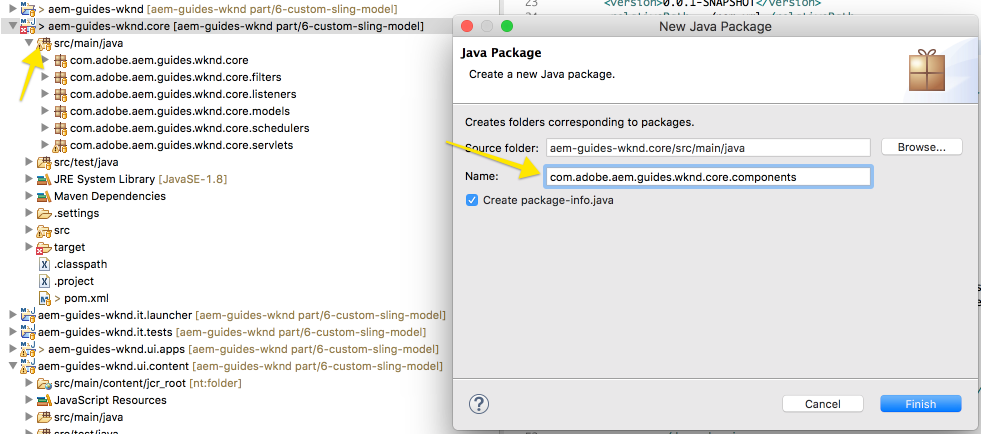 > aem-guides-wknd [aem-guides-wknd part/6-custom-sling-model]
> aem-guides-wknd.core [aem-guides-wknd part/6-custom-sling-model]
src/main/java
com.adobe.aem.guides.wknd.core
com.adobe.aem.guides.wknd.core.filters
com.adobe.aem.guides.wknd.core.listeners
com.adobe.aem.guides.wknd.core.models
com.adobe.aem.guides.wknd.core.schedulers
com.adobe.aem.guides.wknd.core.servlets
src/test/java
JRE System Library [JavaSE-1.8]
Maven Dependencies
.settings
src
target
.classpath
.project
> pom.xml
aem-guides-wknd.it.launcher [aem-guides-wknd part/6-custom-sling-model]
aem-guides-wknd.it.tests [aem-guides-wknd part/6-custom-sling-model]
> aem-guides-wknd.ui.apps [aem-guides-wknd part/6-custom-sling-model]
aem-guides-wknd.ui.content [aem-guides-wknd part/6-custom-sling-model]
src/main/content/jcr_root [nt:folder]
JavaScript Resources
src/main/java
src/test/java
23 <version>0.0.1-SNAPSHOT</version>
New Java Package
Java Package
Create a new Java package.
Creates folders corresponding to packages.
Source folder: aem-guides-wknd.core/src/main/java Browse...
Name: com.adobe.aem.guides.wknd.core.components
Create package-info.java
? Cancel Finish